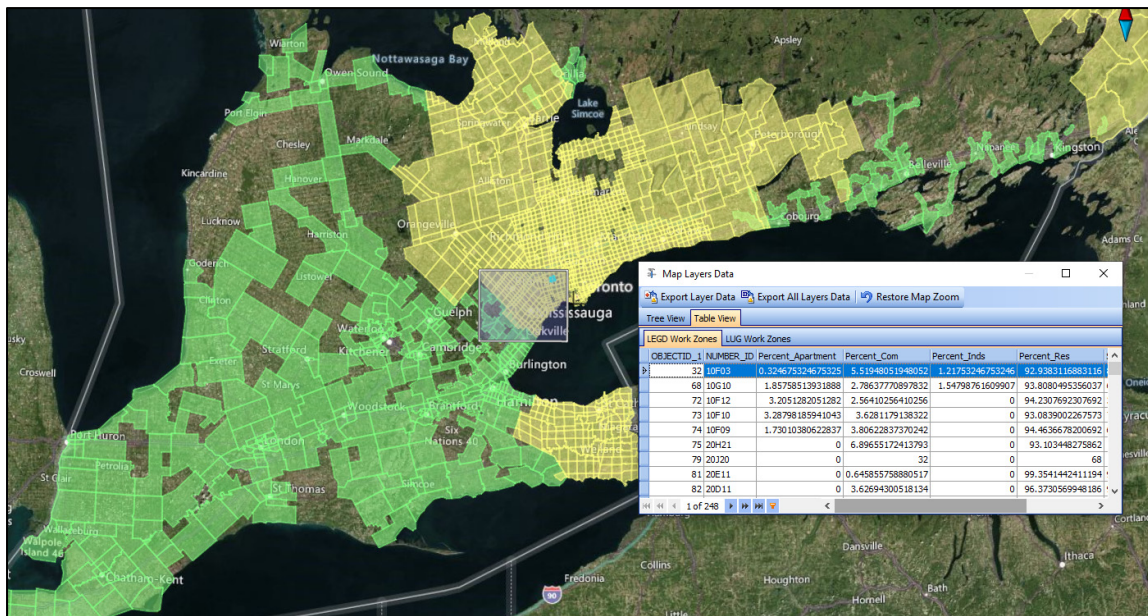 Wiarton
Nottawasaga Bay
Apsley
Owen Sound
Lake
Simcoe
Port Elgin
Markdale
Lindsay
Peterborough
Chesley
Napanee
Kingston
Kincardine
Hanover
Alliston
Belleville
Lucknow
Orangeville
Cobourg
Harriston
Adams Ce
Goderich
Listowel
Clinton
Guelph
Waterloo
Kitchener
Cambridge
Stratford
Exeter
Burlington
St Marys
Hamilton
Woodstock
Brantford
Six
Nations 40
Welland
Port Huron
London
Petrolia
St Clair
Simcoe
St Thomas
Wallaceburg
Walpole
Island 46
Chatham-Kent
Map Layers Data
Export Layer Data Export All Layers Data Restore Map Zoom
Tree View Table View
LEGD Work Zones LUG Work Zones
OBJECTID_1 NUMBER_ID Percent_Apartment Percent_Com Percent_Inds Percent_Res
32 10F03 0.324675324675325 5.51948051948052 1.21753246753246 92.9383116883116
68 10G10 1.85758513931888 2.78637770897832 1.54798761609907 93.8080495356037
72 10F12 3.2051282051282 2.56410256410256 0 94.2307692307692
73 10F10 3.28798185941043 3.6281179138322 0 93.0839002267573
74 10F09 1.73010380622837 3.80622837370242 0 94.4636678200692
75 20H21 0 6.89655172413793 0 93.103448275862
79 20J20 0 32 0 68
81 20E11 0 0.645855758880517 0 99.3541442411194
82 20D11 0 3.62694300518134 0 96.3730569948186
1 of 248
Dansville
Ithaca
Collins
Fredonia
90
Houghton
Hornell
Bath
Little